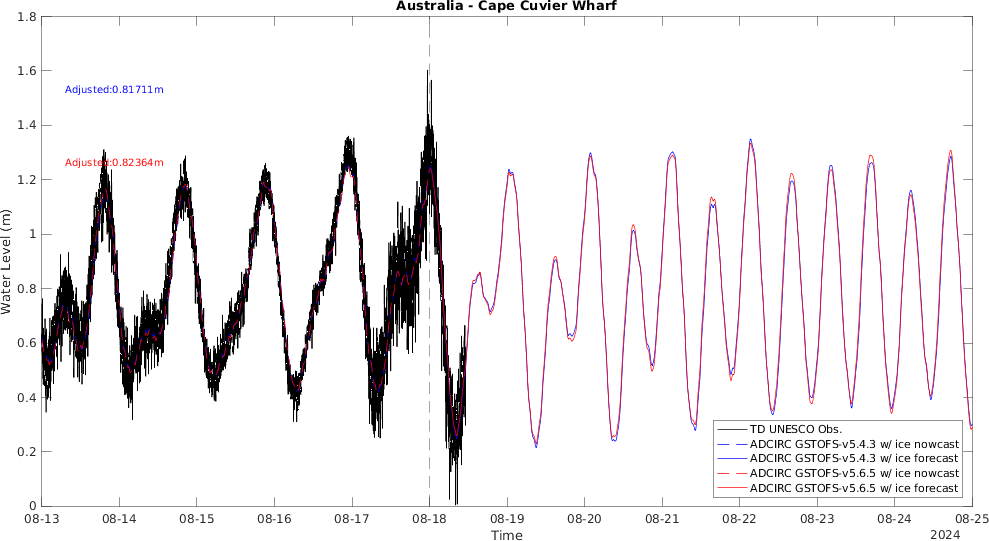 Australia - Cape Cuvier Wharf
1.8
1.6
1.4
1.2
1
0.8
0.6
0.4
0.2
0
Water Level (m)
Adjusted:0.81711m
Adjusted:0.82364m
TD UNESCO Obs.
ADCIRC GSTOFS-v5.4.3 w/ ice nowcast
ADCIRC GSTOFS-v5.4.3 w/ ice forecast
ADCIRC GSTOFS-v5.6.5 w/ ice nowcast
ADCIRC GSTOFS-v5.6.5 w/ ice forecast
08-13 08-14 08-15 08-16 08-17 08-18 08-19 08-20 08-21 08-22 08-23 08-24 08-25
Time
2024